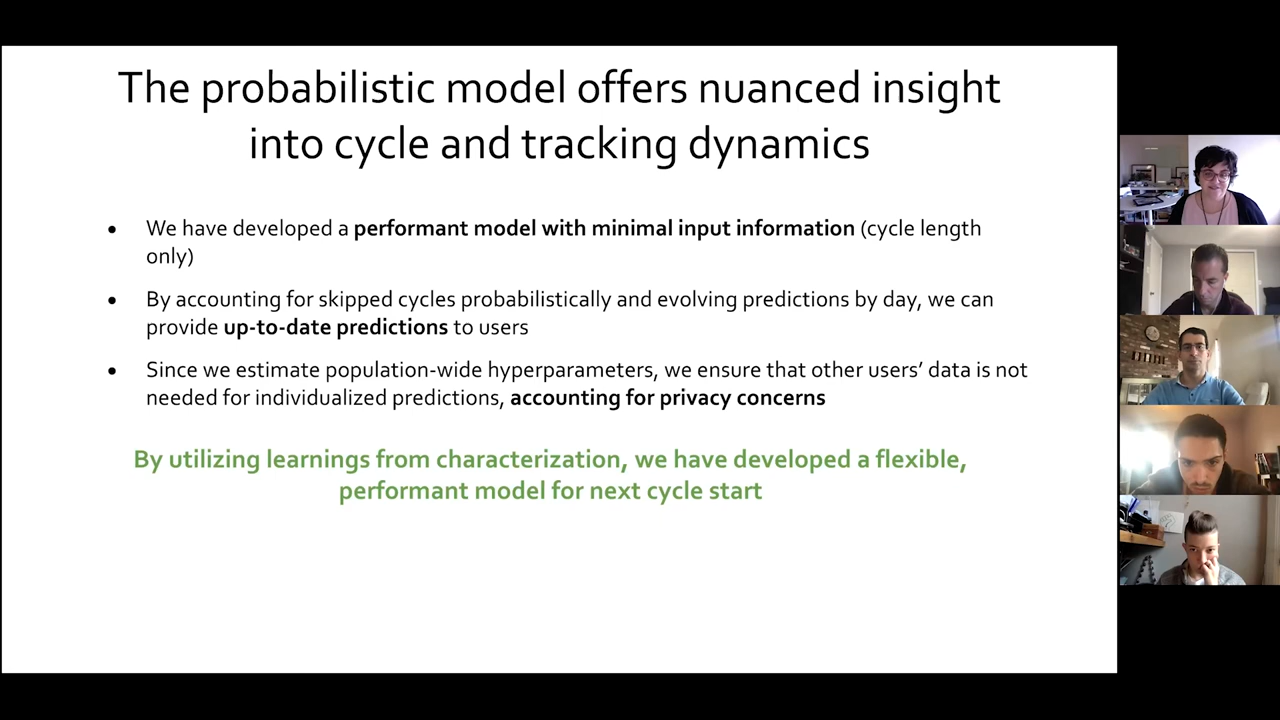 The probabilistic model offers nuanced insight
into cycle and tracking dynamics
• We have developed a performant model with minimal input information (cycle length
only)
• By accounting for skipped cycles probabilistically and evolving predictions by day, we can
provide up-to-date predictions to users
• Since we estimate population-wide hyperparameters, we ensure that other users’ data is not
needed for individualized predictions, accounting for privacy concerns
By utilizing learnings from characterization, we have developed a flexible,
performant model for next cycle start